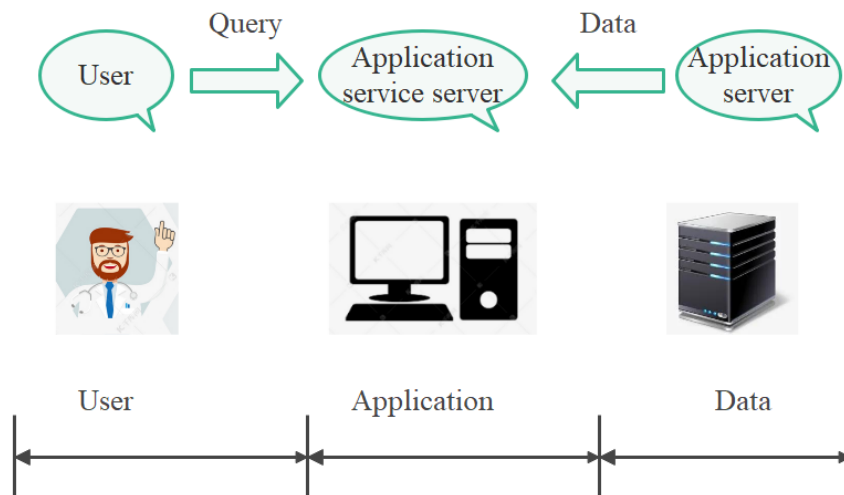 Query
Data
User
Application
service server
Application
server
User
Application
Data